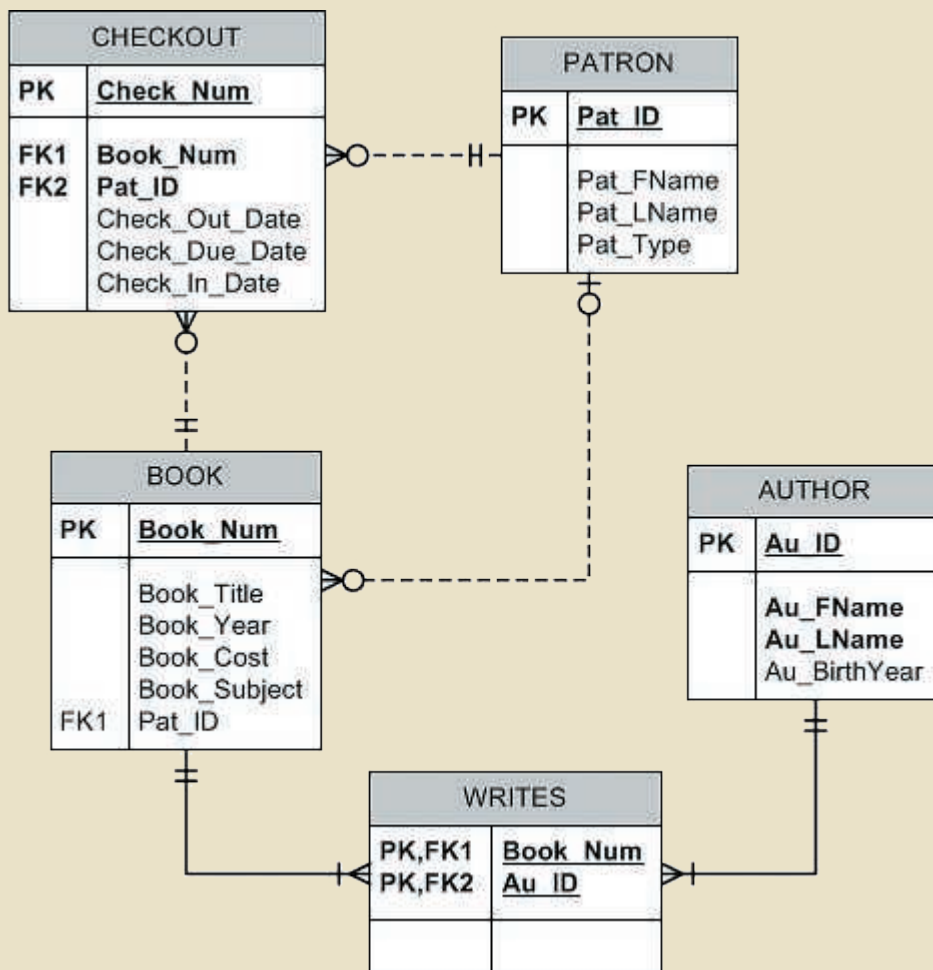 CHECKOUT
PK Check_Num
FK1 Book_Num
FK2 Pat_ID
Check_Out_Date
Check_Due_Date
Check_In_Date
PATRON
PK Pat_ID
Pat_FName
Pat_LName
Pat_Type
BOOK
PK Book_Num
Book_Title
Book_Year
Book_Cost
Book_Subject
FK1 Pat_ID
AUTHOR
PK Au_ID
Au_FName
Au_LName
Au_BirthYear
WRITES
PK,FK1 Book_Num
PK,FK2 Au_ID